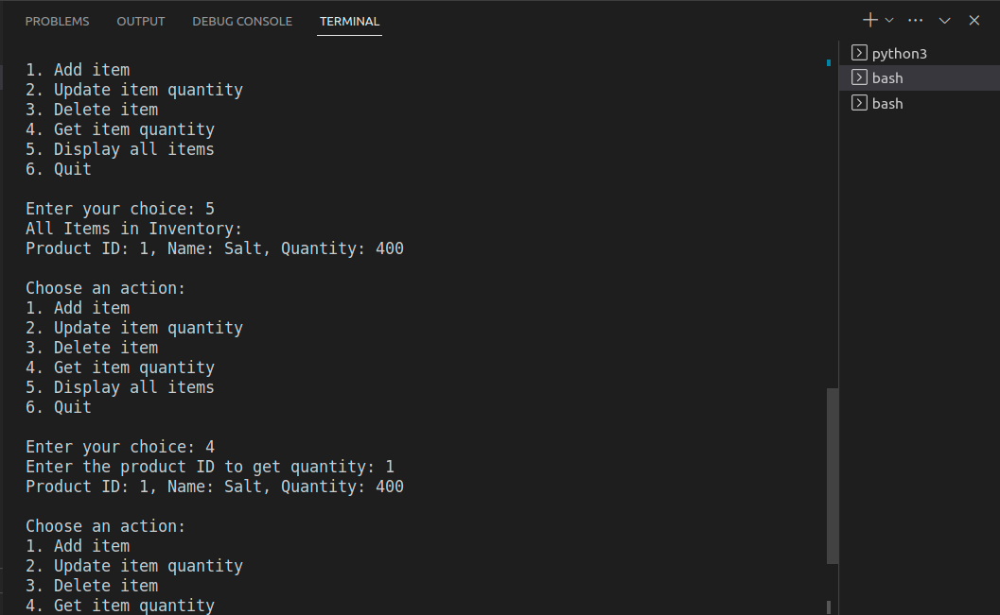 PROBLEMS OUTPUT DEBUG CONSOLE TERMINAL
python3
bash
bash
1. Add item
2. Update item quantity
3. Delete item
4. Get item quantity
5. Display all items
6. Quit
Enter your choice: 5
All Items in Inventory:
Product ID: 1, Name: Salt, Quantity: 400
Choose an action:
1. Add item
2. Update item quantity
3. Delete item
4. Get item quantity
5. Display all items
6. Quit
Enter your choice: 4
Enter the product ID to get quantity: 1
Product ID: 1, Name: Salt, Quantity: 400
Choose an action:
1. Add item
2. Update item quantity
3. Delete item
4. Get item quantity